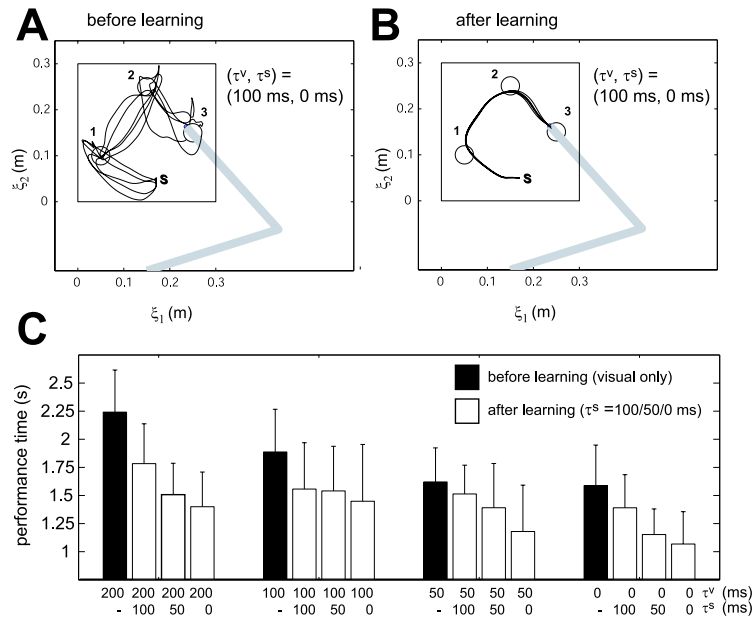 A before learning
B after learning
0.3
0.2
0.1
0
ξ2 (m)
1
2
3
S
(τv, τs) =
(100 ms, 0 ms)
0 0.1 0.2 0.3
ξ1 (m)
0.3
0.2
0.1
0
ξ2 (m)
1
2
3
S
(τv, τs) =
(100 ms, 0 ms)
0 0.1 0.2 0.3
ξ1 (m)
C
performance time (s)
2.5
2.25
2
1.75
1.5
1.25
1
before learning (visual only)
after learning (τs =100/50/0 ms)
200 200 200 200 100 100 100 100 50 50 50 50 0 0 0 0 τv (ms)
- 100 50 0 - 100 50 0 - 100 50 0 - 100 50 0 τs (ms)